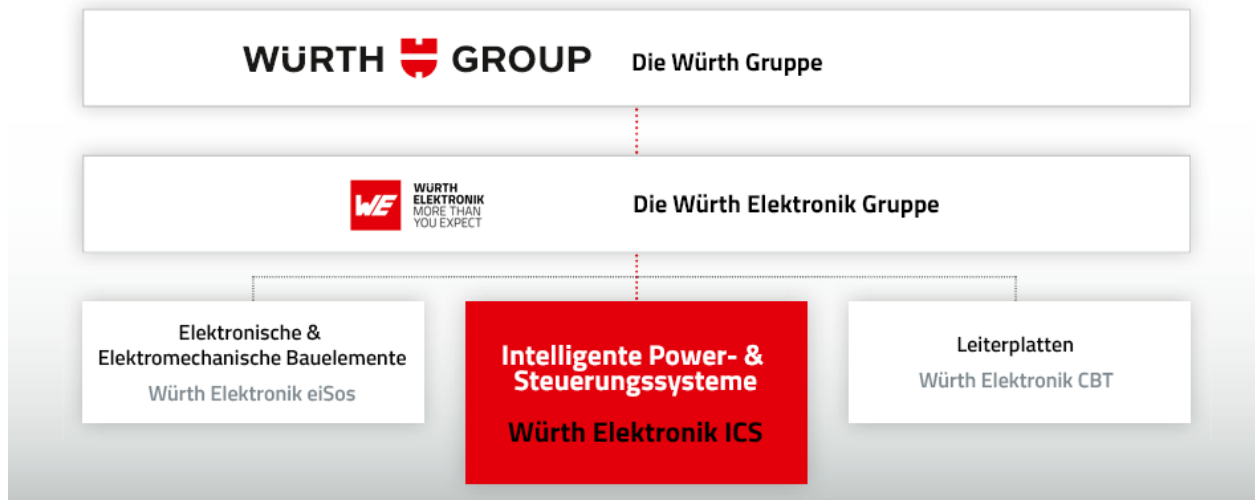 WÜRTH GROUP Die Würth Gruppe
WE WÜRTH
ELEKTRONIK
MORE THAN
YOU EXPECT
Die Würth Elektronik Gruppe
Elektronische &
Elektromechanische Bauelemente
Würth Elektronik eiSos
Intelligente Power- &
Steuerungssysteme
Würth Elektronik ICS
Leiterplatten
Würth Elektronik CBT